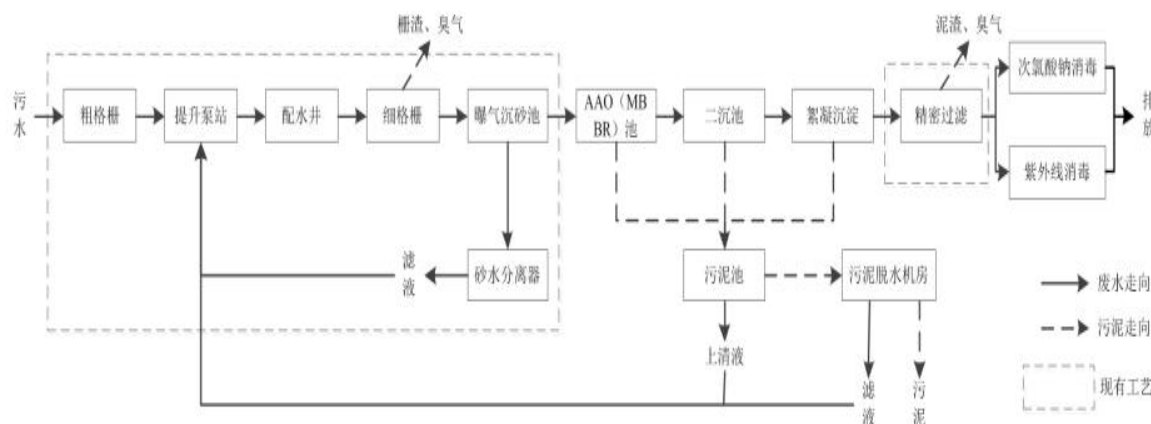 栅渣、臭气
泥渣、臭气
污水
粗格栅
提升泵站
配水井
细格栅
曝气沉砂池
AAO（MB
BR）池
二沉池
絮凝沉淀
精密过滤
次氯酸钠消毒
紫外线消毒
排放
滤液
砂水分离器
污泥池
污泥脱水机房
上清液
滤液
污泥
废水走向
污泥走向
现有工艺